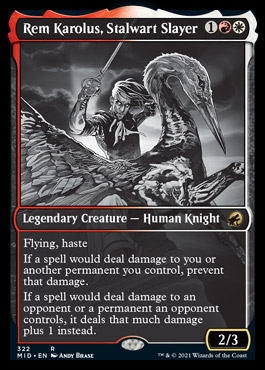 Rem Karolus, Stalwart Slayer 1
Legendary Creature — Human Knight
Flying, haste
If a spell would deal damage to you or
another permanent you control, prevent
that damage.
If a spell would deal damage to an
opponent or a permanent an opponent
controls, it deals that much damage
plus 1 instead.
2/3
322 R
MID • EN ANDY BRASE
™ & © 2021 Wizards of the Coast